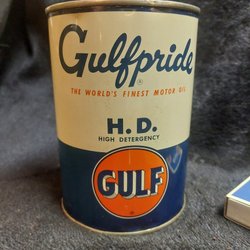 Gulfpride
THE WORLD'S FINEST MOTOR OIL
H.D.
HIGH DETERGENCY
GULF